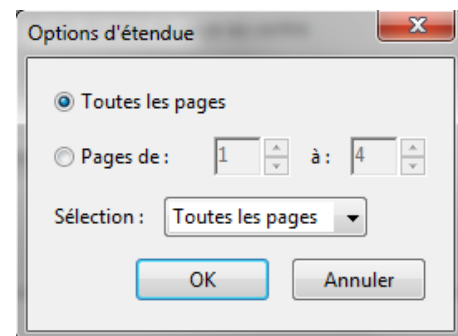 Options d'étendue
Toutes les pages
Pages de : 1 à : 4
Sélection : Toutes les pages
OK Annuler